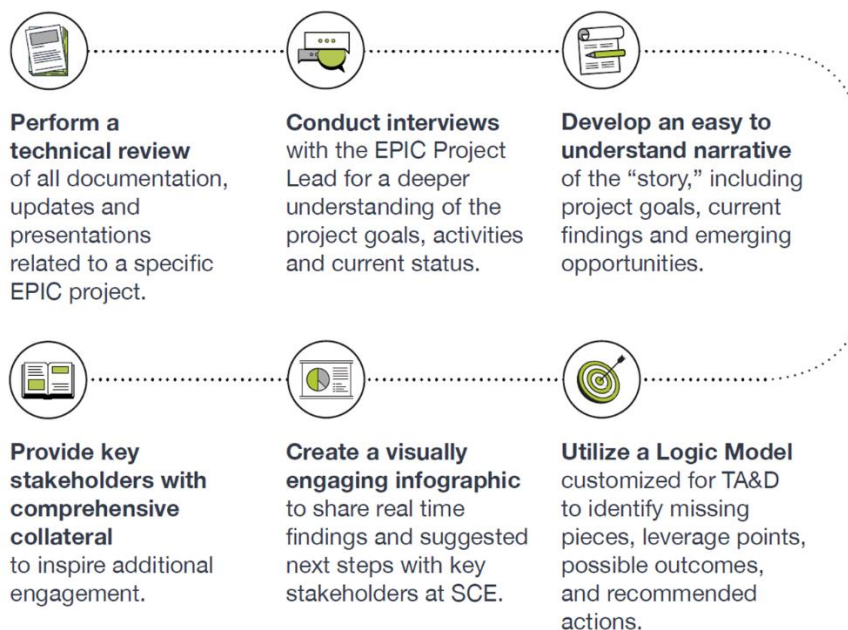 Perform a
technical review
of all documentation,
updates and
presentations
related to a specific
EPIC project.
Conduct interviews
with the EPIC Project
Lead for a deeper
understanding of the
project goals, activities
and current status.
Develop an easy to
understand narrative
of the “story,” including
project goals, current
findings and emerging
opportunities.
Utilize a Logic Model
customized for TA&D
to identify missing
pieces, leverage points,
possible outcomes,
and recommended
actions.
Create a visually
engaging infographic
to share real time
findings and suggested
next steps with key
stakeholders at SCE.
Provide key
stakeholders with
comprehensive
collateral
to inspire additional
engagement.